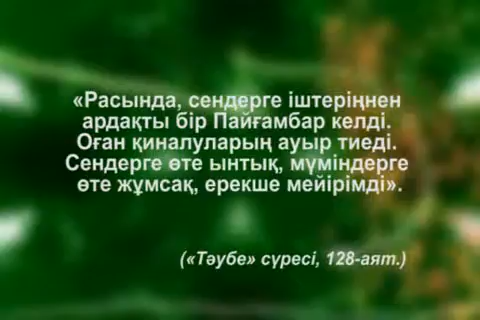 «Расында, сендерге іштеріңнен
ардақты бір Пайғамбар келді.
Оған қиналуларың ауыр тиеді.
Сендерге өте ынтық, мүміндерге
өте жұмсақ, ерекше мейірімді».
(«Тәубе» сүресі, 128-аят.)